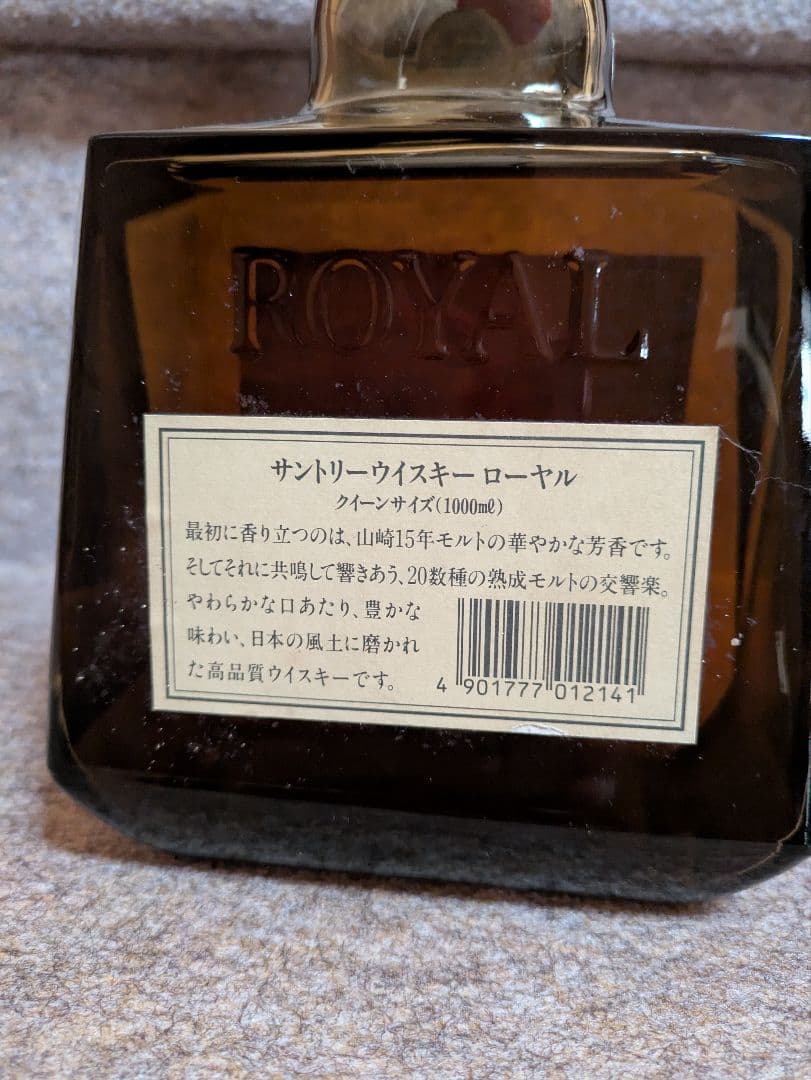 ROYAL
サントリーウイスキー ローヤル
クイーンサイズ(1000㎖)
最初に香り立つのは、山崎15年モルトの華やかな芳香です。
そしてそれに共鳴して響きあう、20数種の熟成モルトの交響楽。
やわらかな口あたり、豊かな
味わい、日本の風土に磨かれ
た高品質ウイスキーです。
4 901777 012141